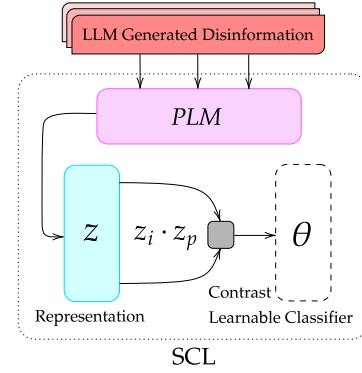 LLM Generated Disinformation
PLM
z
z_i · z_p
θ
Contrast
Representation
Learnable Classifier
SCL